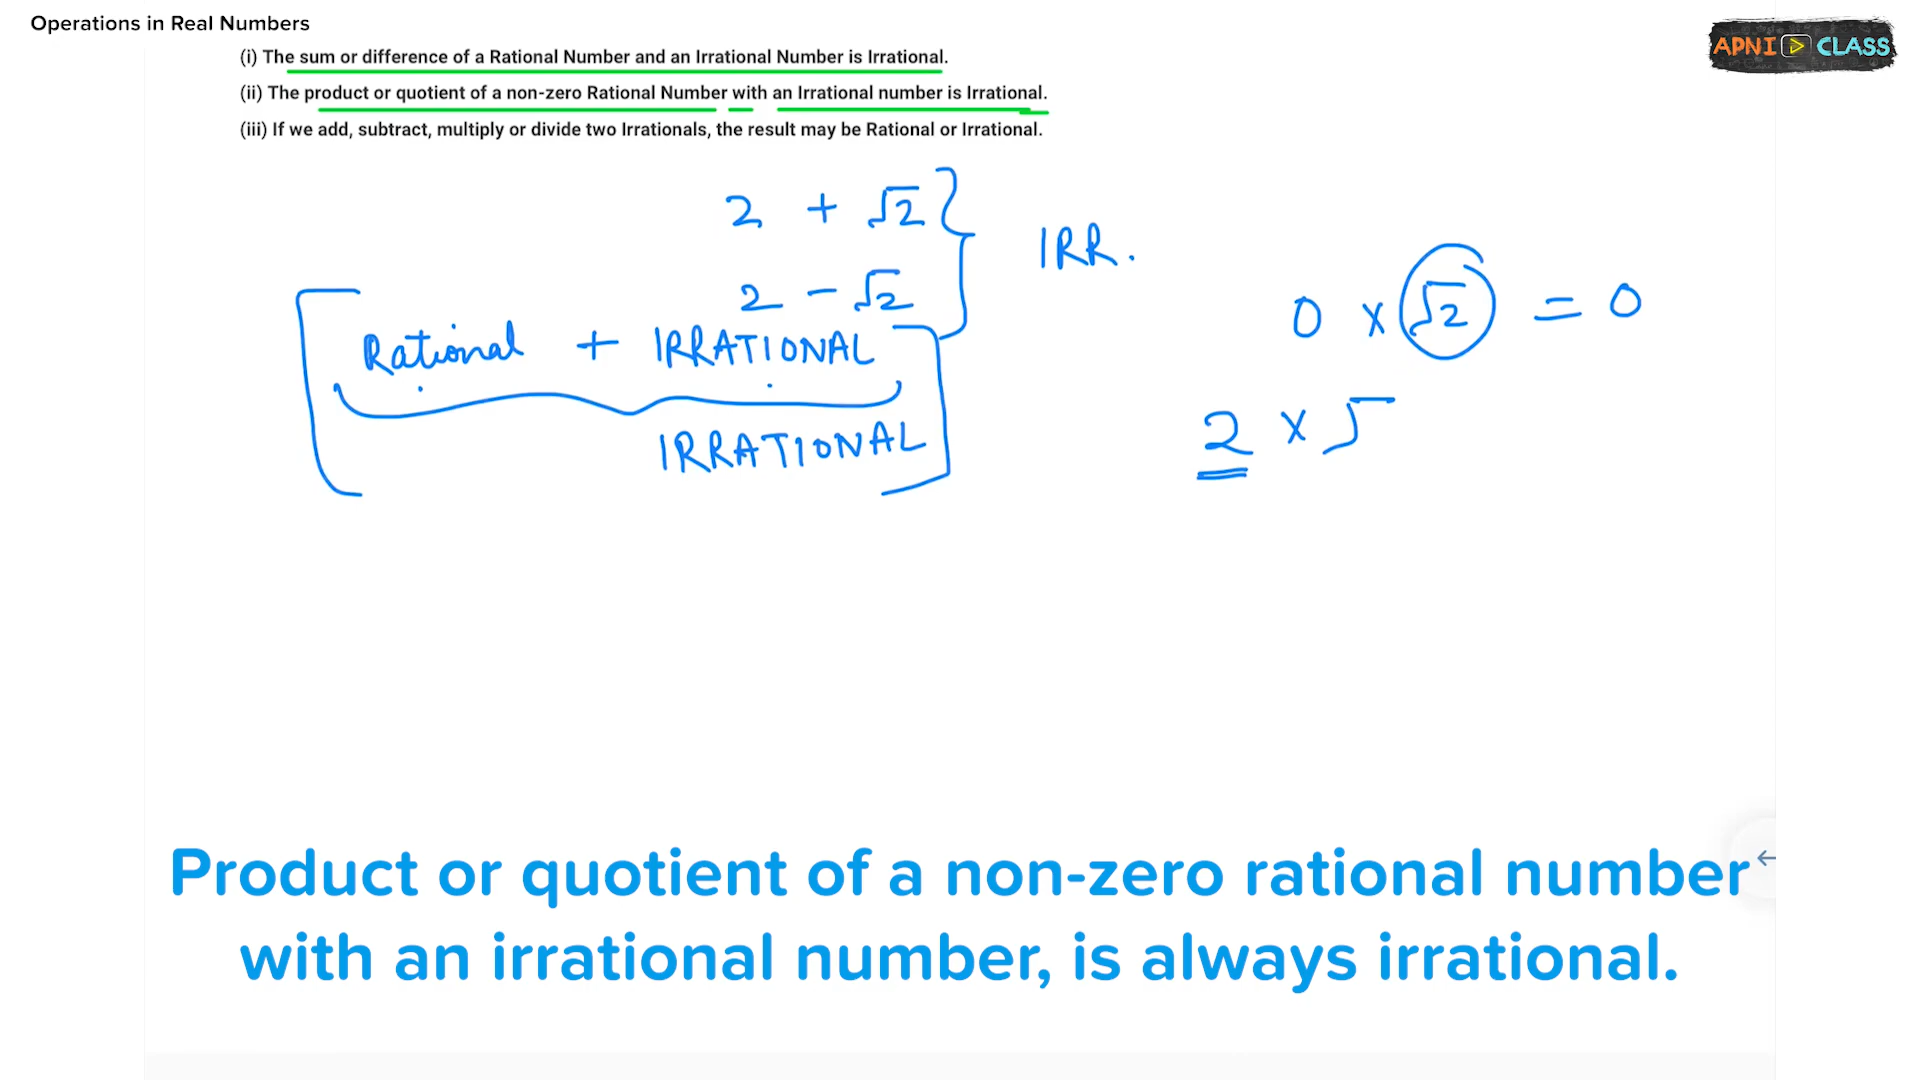 Operations in Real Numbers
APNI CLASS
(i) The sum or difference of a Rational Number and an Irrational Number is Irrational.
(ii) The product or quotient of a non-zero Rational Number with an Irrational number is Irrational.
(iii) If we add, subtract, multiply or divide two Irrationals, the result may be Rational or Irrational.
2 + √2
IRR.
2 - √2
0 x √2 = 0
Rational + IRRATIONAL
2 x √
IRRATIONAL
Product or quotient of a non-zero rational number
with an irrational number, is always irrational.